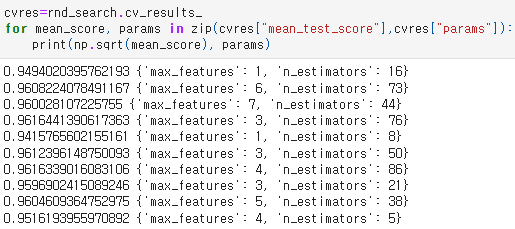 cvres=rnd_search.cv_results_
for mean_score, params in zip(cvres["mean_test_score"],cvres["params"]):
    print(np.sqrt(mean_score), params)
0.9494020395762193 {'max_features': 1, 'n_estimators': 16}
0.9608224078491167 {'max_features': 6, 'n_estimators': 73}
0.960028107225755 {'max_features': 7, 'n_estimators': 44}
0.9616441390617363 {'max_features': 3, 'n_estimators': 76}
0.9415765602155161 {'max_features': 1, 'n_estimators': 8}
0.9612396148750093 {'max_features': 3, 'n_estimators': 50}
0.9616339016083106 {'max_features': 4, 'n_estimators': 86}
0.9596902415089246 {'max_features': 3, 'n_estimators': 21}
0.9604609364752975 {'max_features': 5, 'n_estimators': 38}
0.9516193955970892 {'max_features': 4, 'n_estimators': 5}